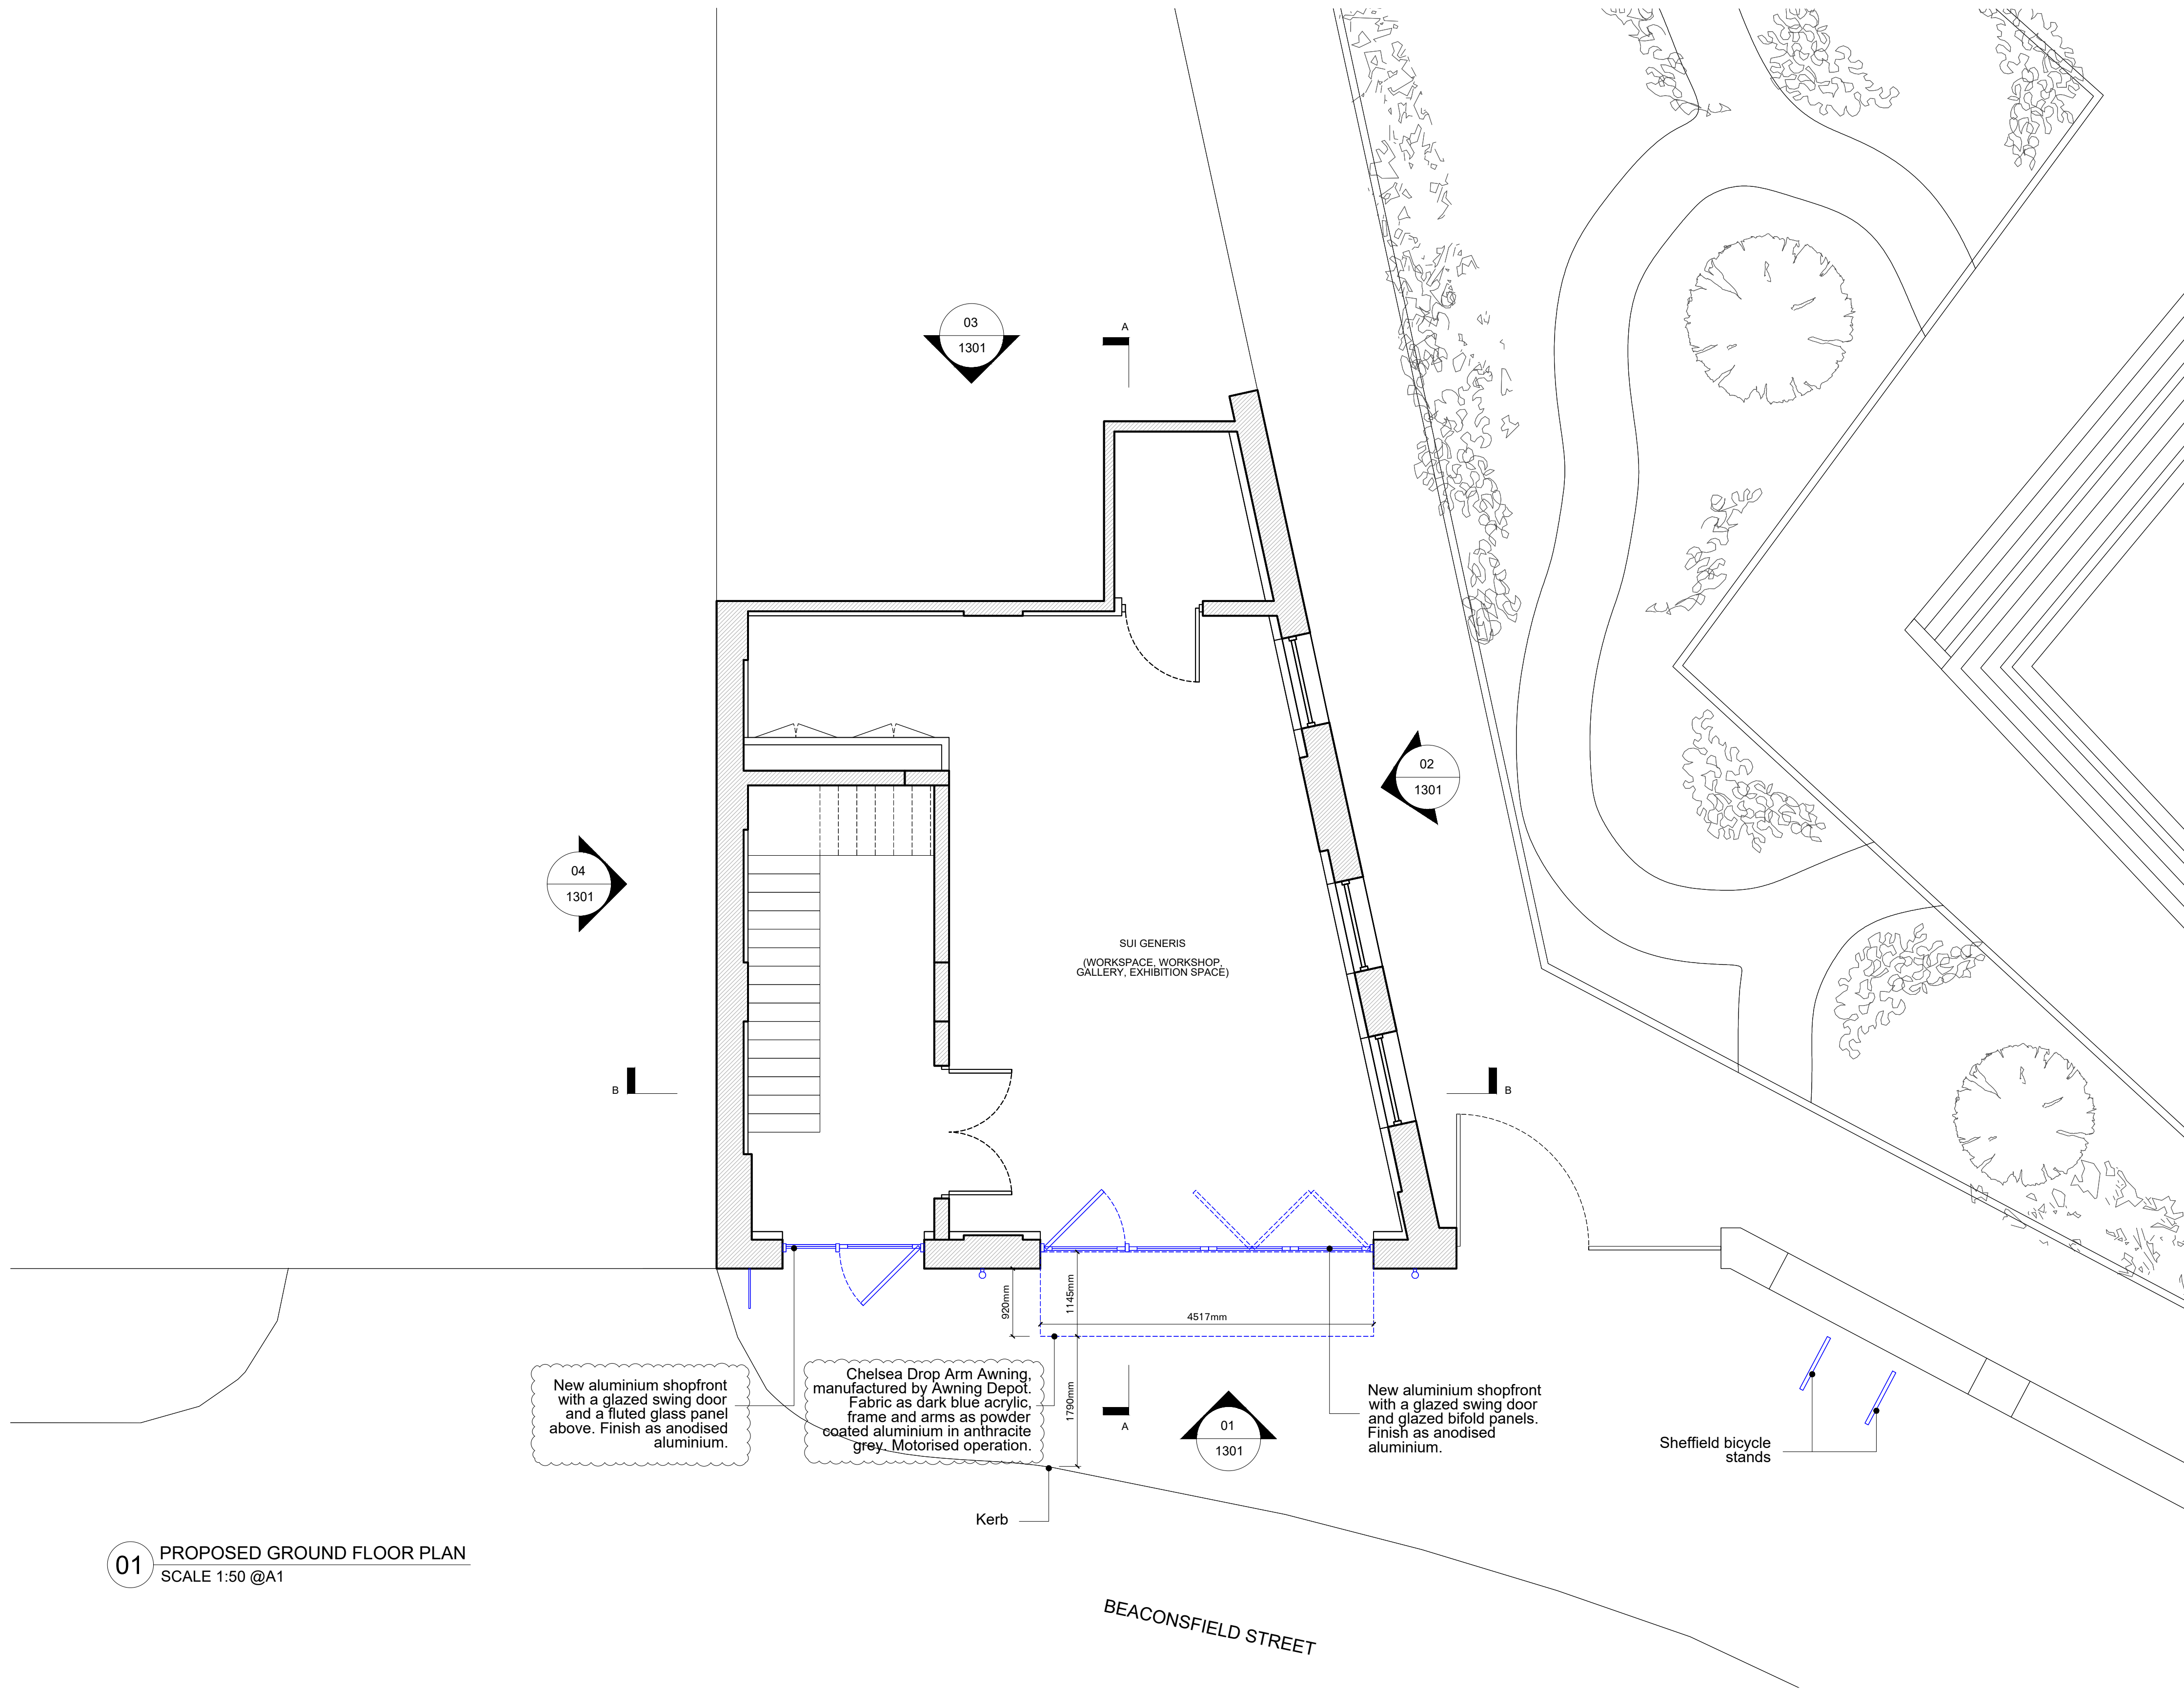 03
1301
A
02
1301
04
1301
SUI GENERIS
(WORKSPACE, WORKSHOP,
GALLERY, EXHIBITION SPACE)
B
B
920mm
1145mm
4517mm
1790mm
New aluminium shopfront
with a glazed swing door
and a fluted glass panel
above. Finish as anodised
aluminium.
Chelsea Drop Arm Awning,
manufactured by Awning Depot.
Fabric as dark blue acrylic,
frame and arms as powder
coated aluminium in anthracite
grey. Motorised operation.
A
01
1301
New aluminium shopfront
with a glazed swing door
and glazed bifold panels.
Finish as anodised
aluminium.
Sheffield bicycle
stands
Kerb
01
PROPOSED GROUND FLOOR PLAN
SCALE 1:50 @A1
BEACONSFIELD STREET